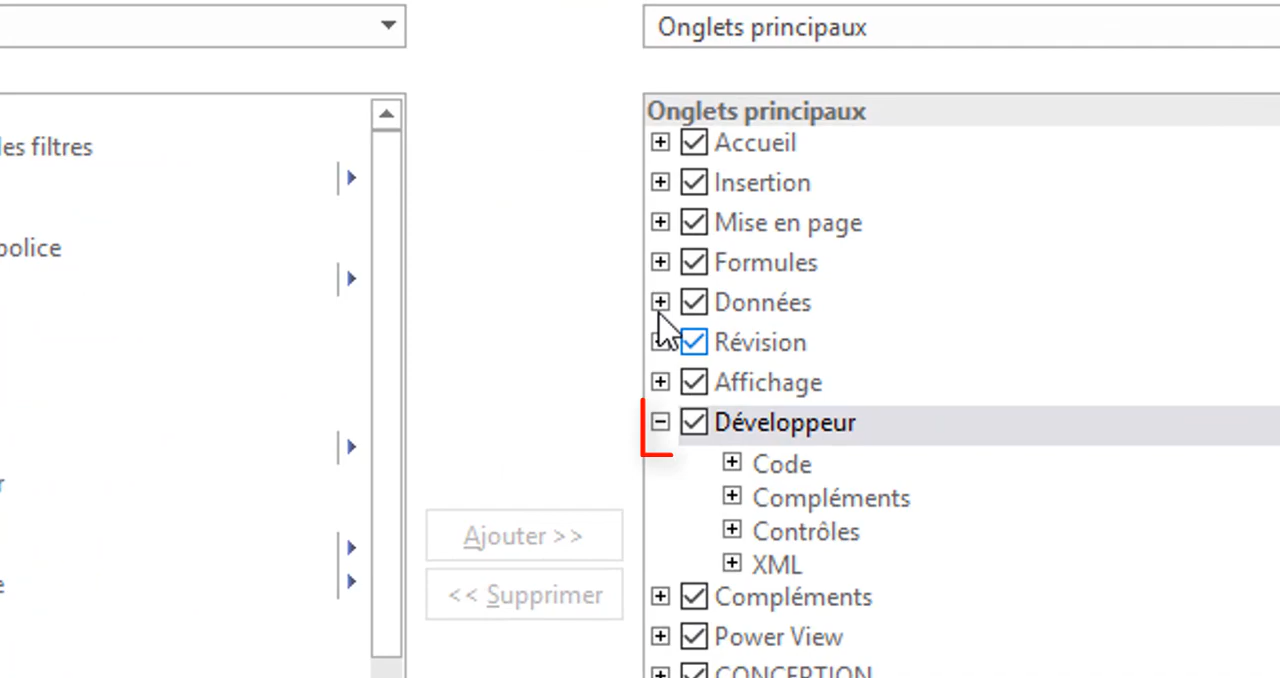 Onglets principaux
les filtres
police
r
e
Ajouter >>
<< Supprimer
Onglets principaux
Accueil
Insertion
Mise en page
Formules
Données
Révision
Affichage
Développeur
Code
Compléments
Contrôles
XML
Compléments
Power View
CONCEPTION